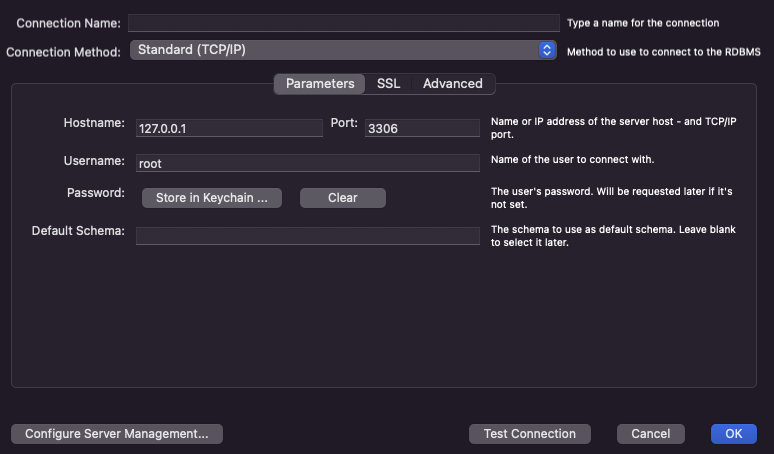 Connection Name: Type a name for the connection
Connection Method: Standard (TCP/IP) Method to use to connect to the RDBMS
Parameters SSL Advanced
Hostname: 127.0.0.1 Port: 3306 Name or IP address of the server host - and TCP/IP
port.
Username: root Name of the user to connect with.
Password: Store in Keychain ... Clear The user's password. Will be requested later if it's
not set.
Default Schema: The schema to use as default schema. Leave blank
to select it later.
Configure Server Management... Test Connection Cancel OK